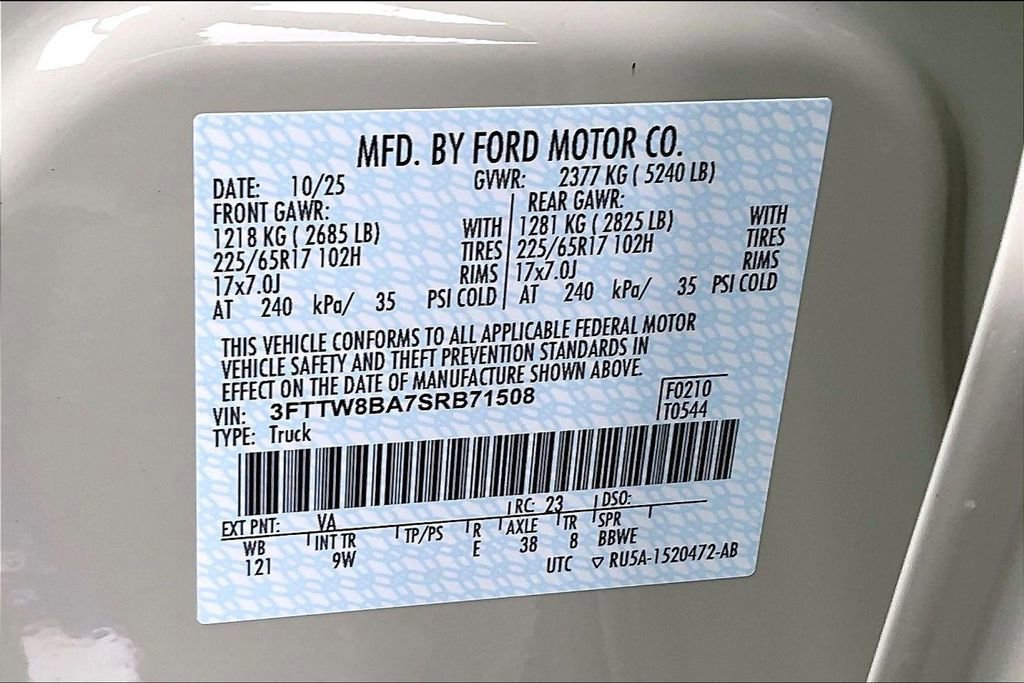 MFD. BY FORD MOTOR CO.
DATE: 10/25 GVWR: 2377 KG ( 5240 LB)
FRONT GAWR: REAR GAWR:
1218 KG ( 2685 LB) WITH 1281 KG ( 2825 LB) WITH
225/65R17 102H TIRES 225/65R17 102H TIRES
17x7.0J RIMS 17x7.0J RIMS
AT 240 kPa/ 35 PSI COLD AT 240 kPa/ 35 PSI COLD
THIS VEHICLE CONFORMS TO ALL APPLICABLE FEDERAL MOTOR
VEHICLE SAFETY AND THEFT PREVENTION STANDARDS IN
EFFECT ON THE DATE OF MANUFACTURE SHOWN ABOVE.
VIN: 3FTTW8BA7SRB71508 F0210
TYPE: Truck T0544
EXT PNT: VA RC: 23 DSO:
WB INT TR TP/PS R AXLE TR SPR
121 9W E 38 8 BBWE
UTC ▽ RU5A-1520472-AB